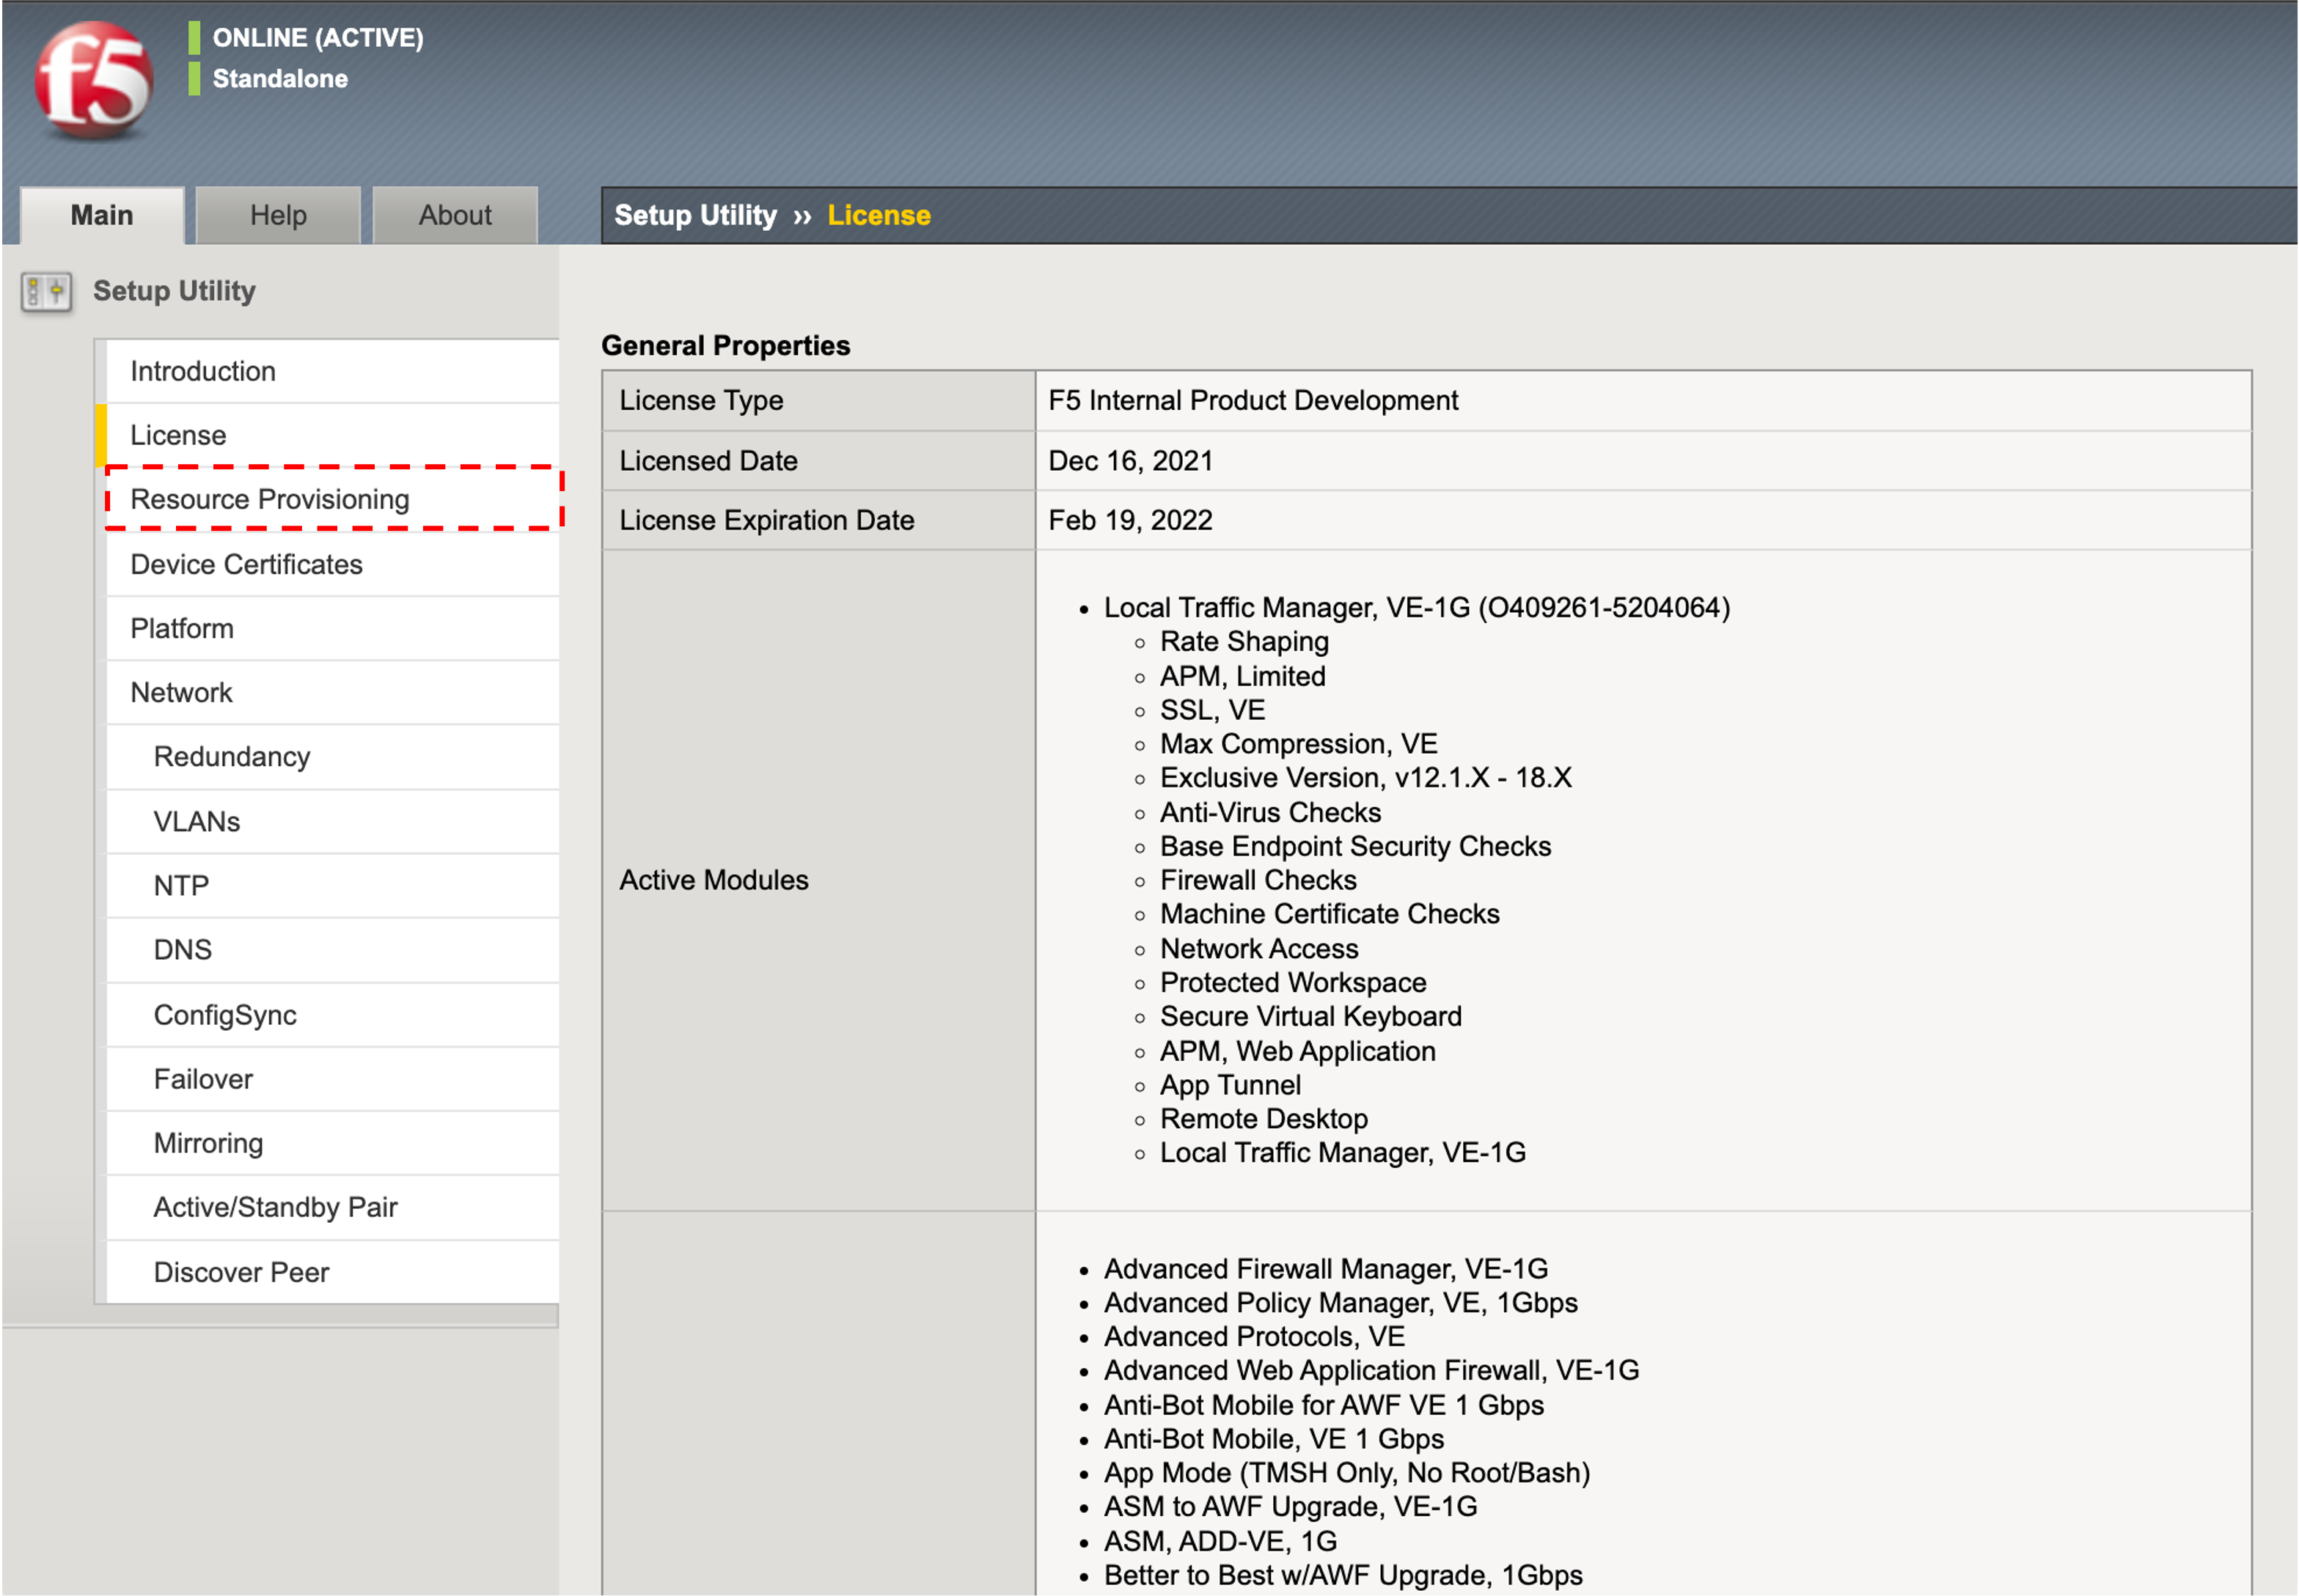 f5
ONLINE (ACTIVE)
Standalone
Main
Help
About
Setup Utility ›› License
Setup Utility
Introduction
License
Resource Provisioning
Device Certificates
Platform
Network
Redundancy
VLANs
NTP
DNS
ConfigSync
Failover
Mirroring
Active/Standby Pair
Discover Peer
General Properties
License Type F5 Internal Product Development
Licensed Date Dec 16, 2021
License Expiration Date Feb 19, 2022
Active Modules
Local Traffic Manager, VE-1G (O409261-5204064)
Rate Shaping
APM, Limited
SSL, VE
Max Compression, VE
Exclusive Version, v12.1.X - 18.X
Anti-Virus Checks
Base Endpoint Security Checks
Firewall Checks
Machine Certificate Checks
Network Access
Protected Workspace
Secure Virtual Keyboard
APM, Web Application
App Tunnel
Remote Desktop
Local Traffic Manager, VE-1G
Advanced Firewall Manager, VE-1G
Advanced Policy Manager, VE, 1Gbps
Advanced Protocols, VE
Advanced Web Application Firewall, VE-1G
Anti-Bot Mobile for AWF VE 1 Gbps
Anti-Bot Mobile, VE 1 Gbps
App Mode (TMSH Only, No Root/Bash)
ASM to AWF Upgrade, VE-1G
ASM, ADD-VE, 1G
Better to Best w/AWF Upgrade, 1Gbps